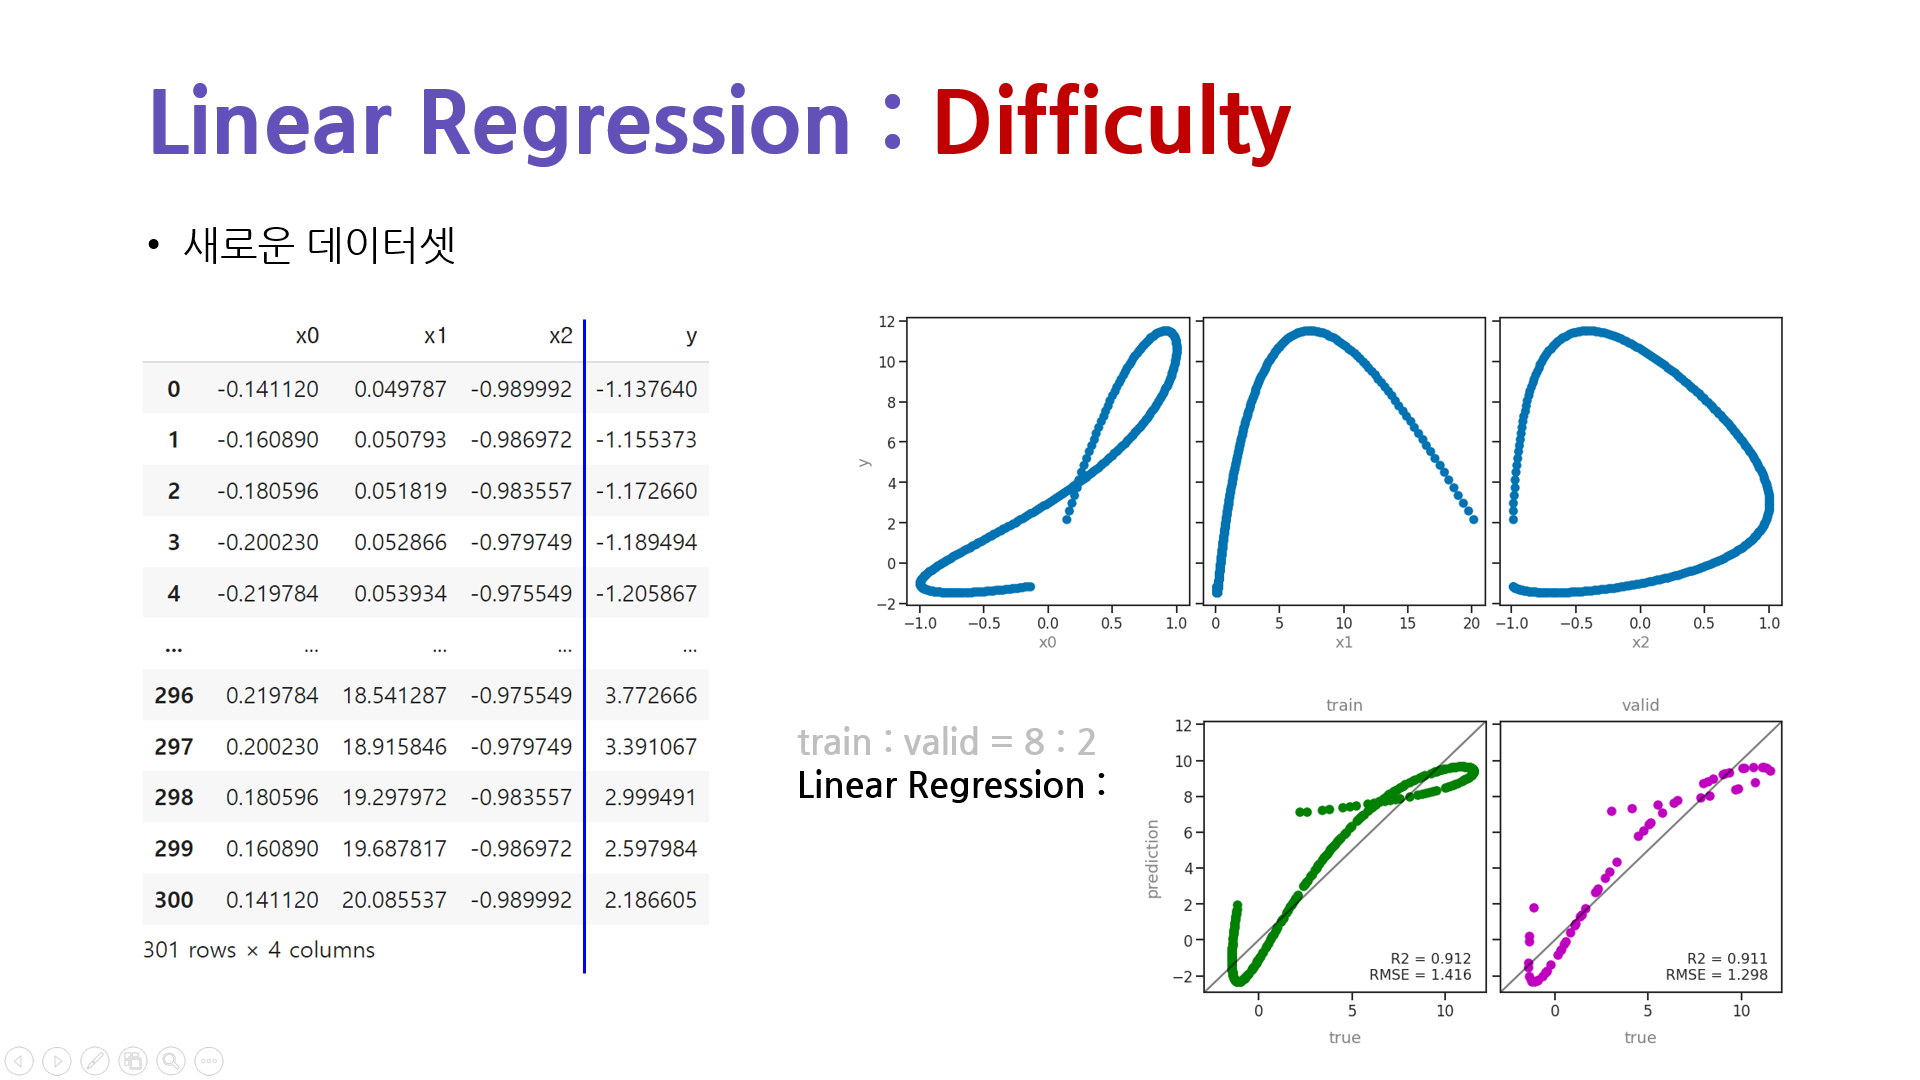 Linear Regression : Difficulty
• 새로운 데이터셋
x0 x1 x2 y
0 -0.141120 0.049787 -0.989992 -1.137640
1 -0.160890 0.050793 -0.986972 -1.155373
2 -0.180596 0.051819 -0.983557 -1.172660
3 -0.200230 0.052866 -0.979749 -1.189494
4 -0.219784 0.053934 -0.975549 -1.205867
... ... ... ... ...
296 0.219784 18.541287 -0.975549 3.772666
297 0.200230 18.915846 -0.979749 3.391067
298 0.180596 19.297972 -0.983557 2.999491
299 0.160890 19.687817 -0.986972 2.597984
300 0.141120 20.085537 -0.989992 2.186605
301 rows × 4 columns
12
10
8
6
4
2
0
−2
y
−1.0 −0.5 0.0 0.5 1.0
x0
0 5 10 15 20
x1
−1.0 −0.5 0.0 0.5 1.0
x2
train : valid = 8 : 2
Linear Regression :
train
valid
12
10
8
6
4
2
0
−2
prediction
R2 = 0.912
RMSE = 1.416
R2 = 0.911
RMSE = 1.298
0 5 10
true
0 5 10
true